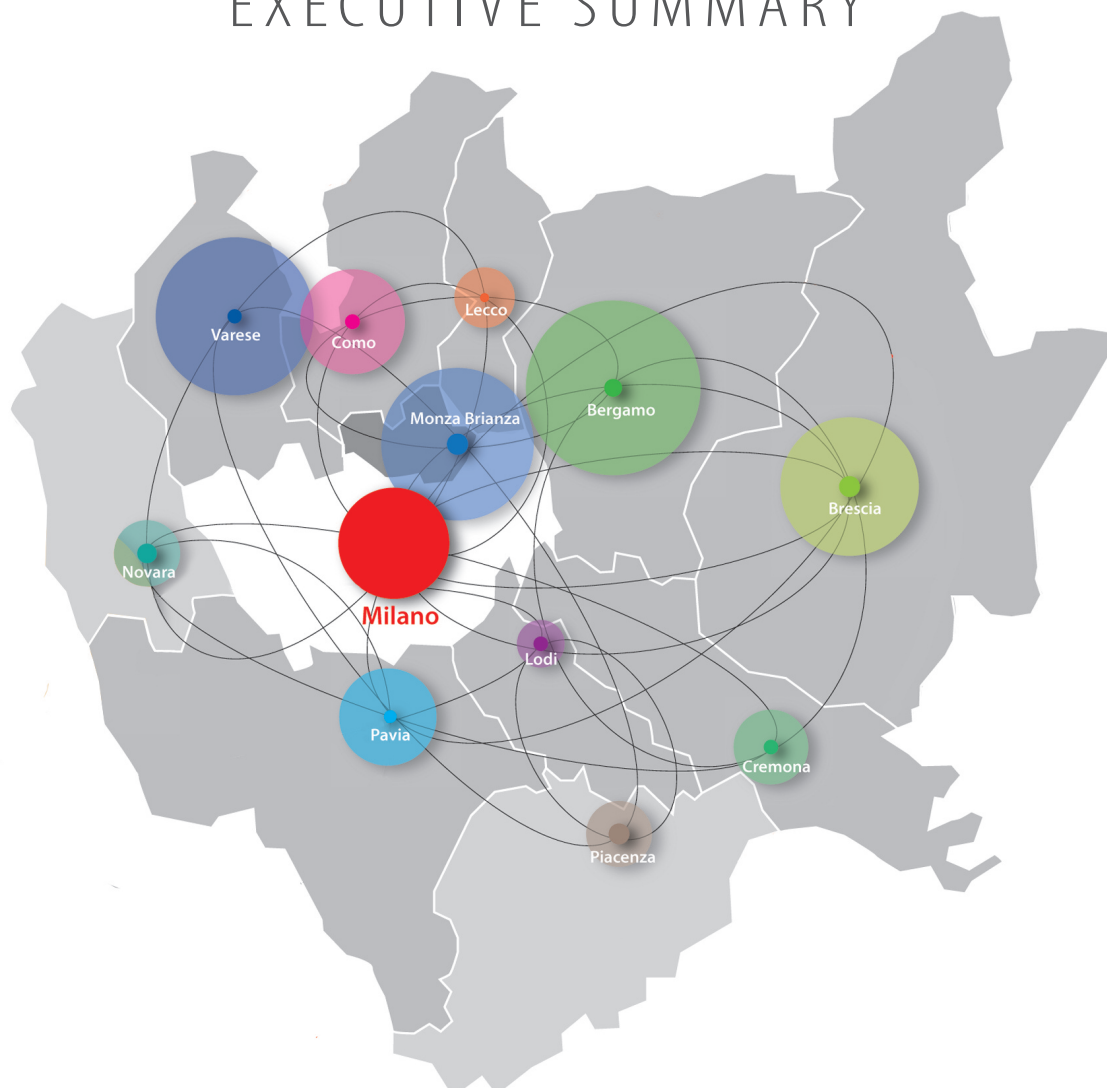 EXECUTIVE SUMMARY
Lecco
Varese
Como
Bergamo
Monza Brianza
Brescia
Novara
Milano
Lodi
Pavia
Cremona
Piacenza